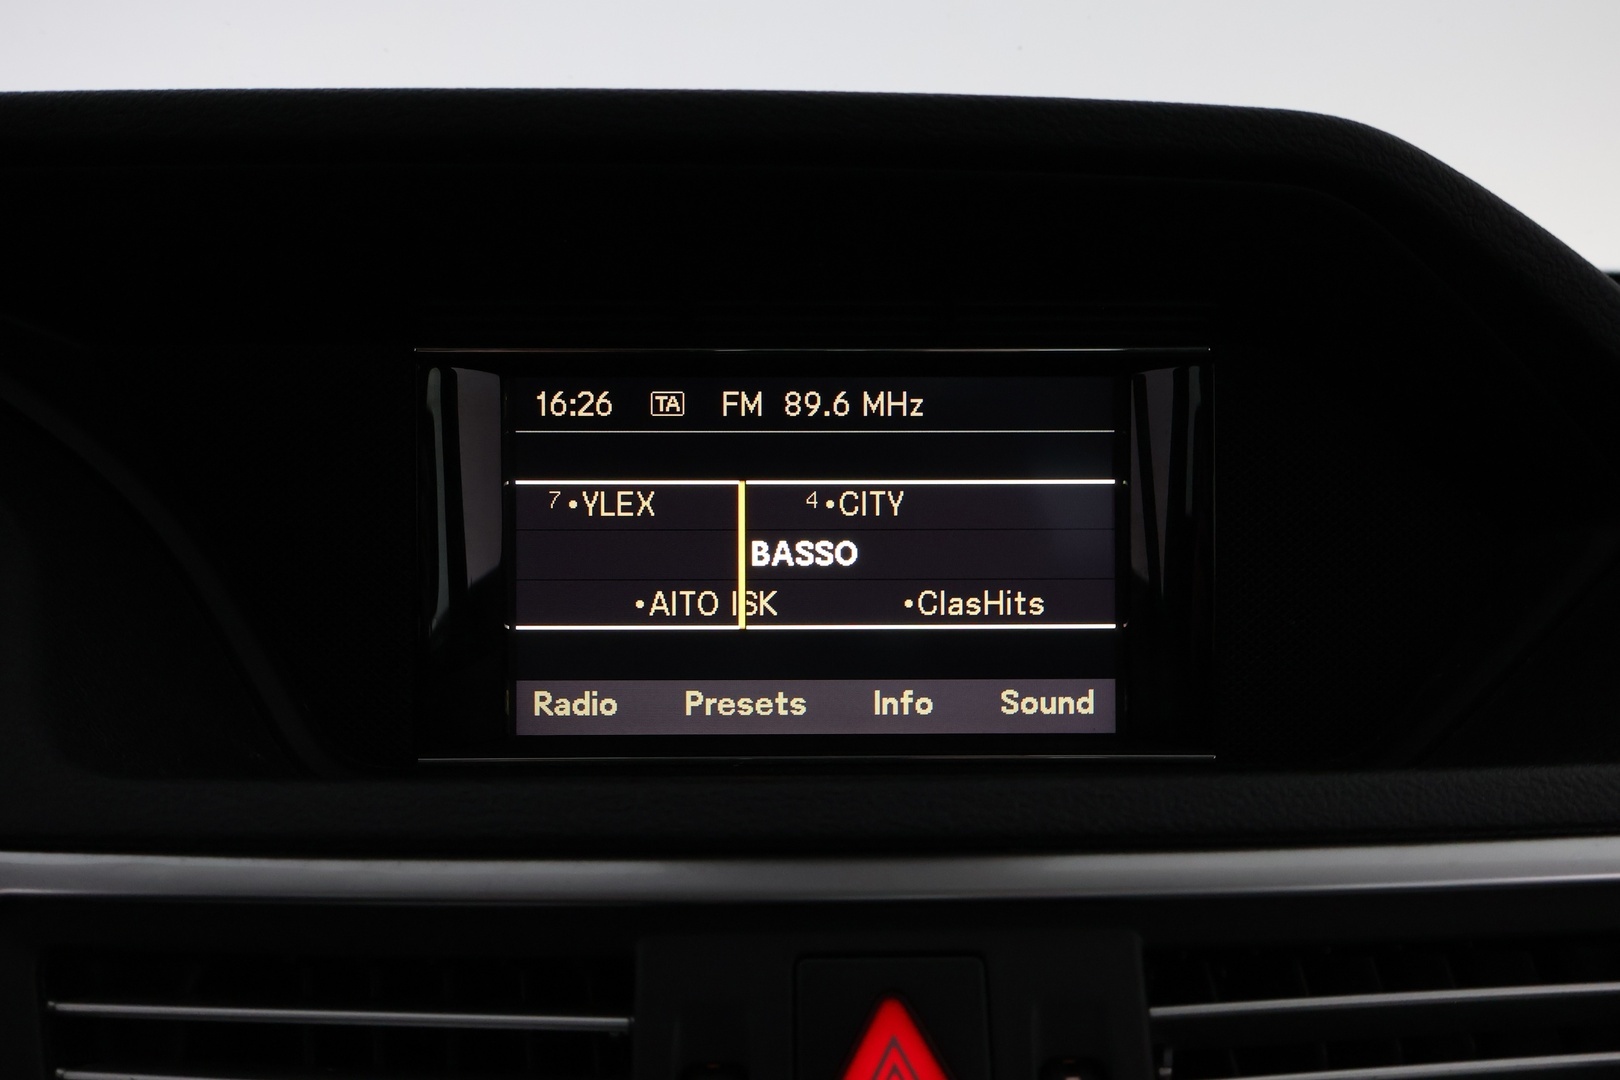 16:26 TA FM 89.6 MHz
7 •YLEX 4 •CITY
BASSO
•AITO ISK •ClasHits
Radio Presets Info Sound